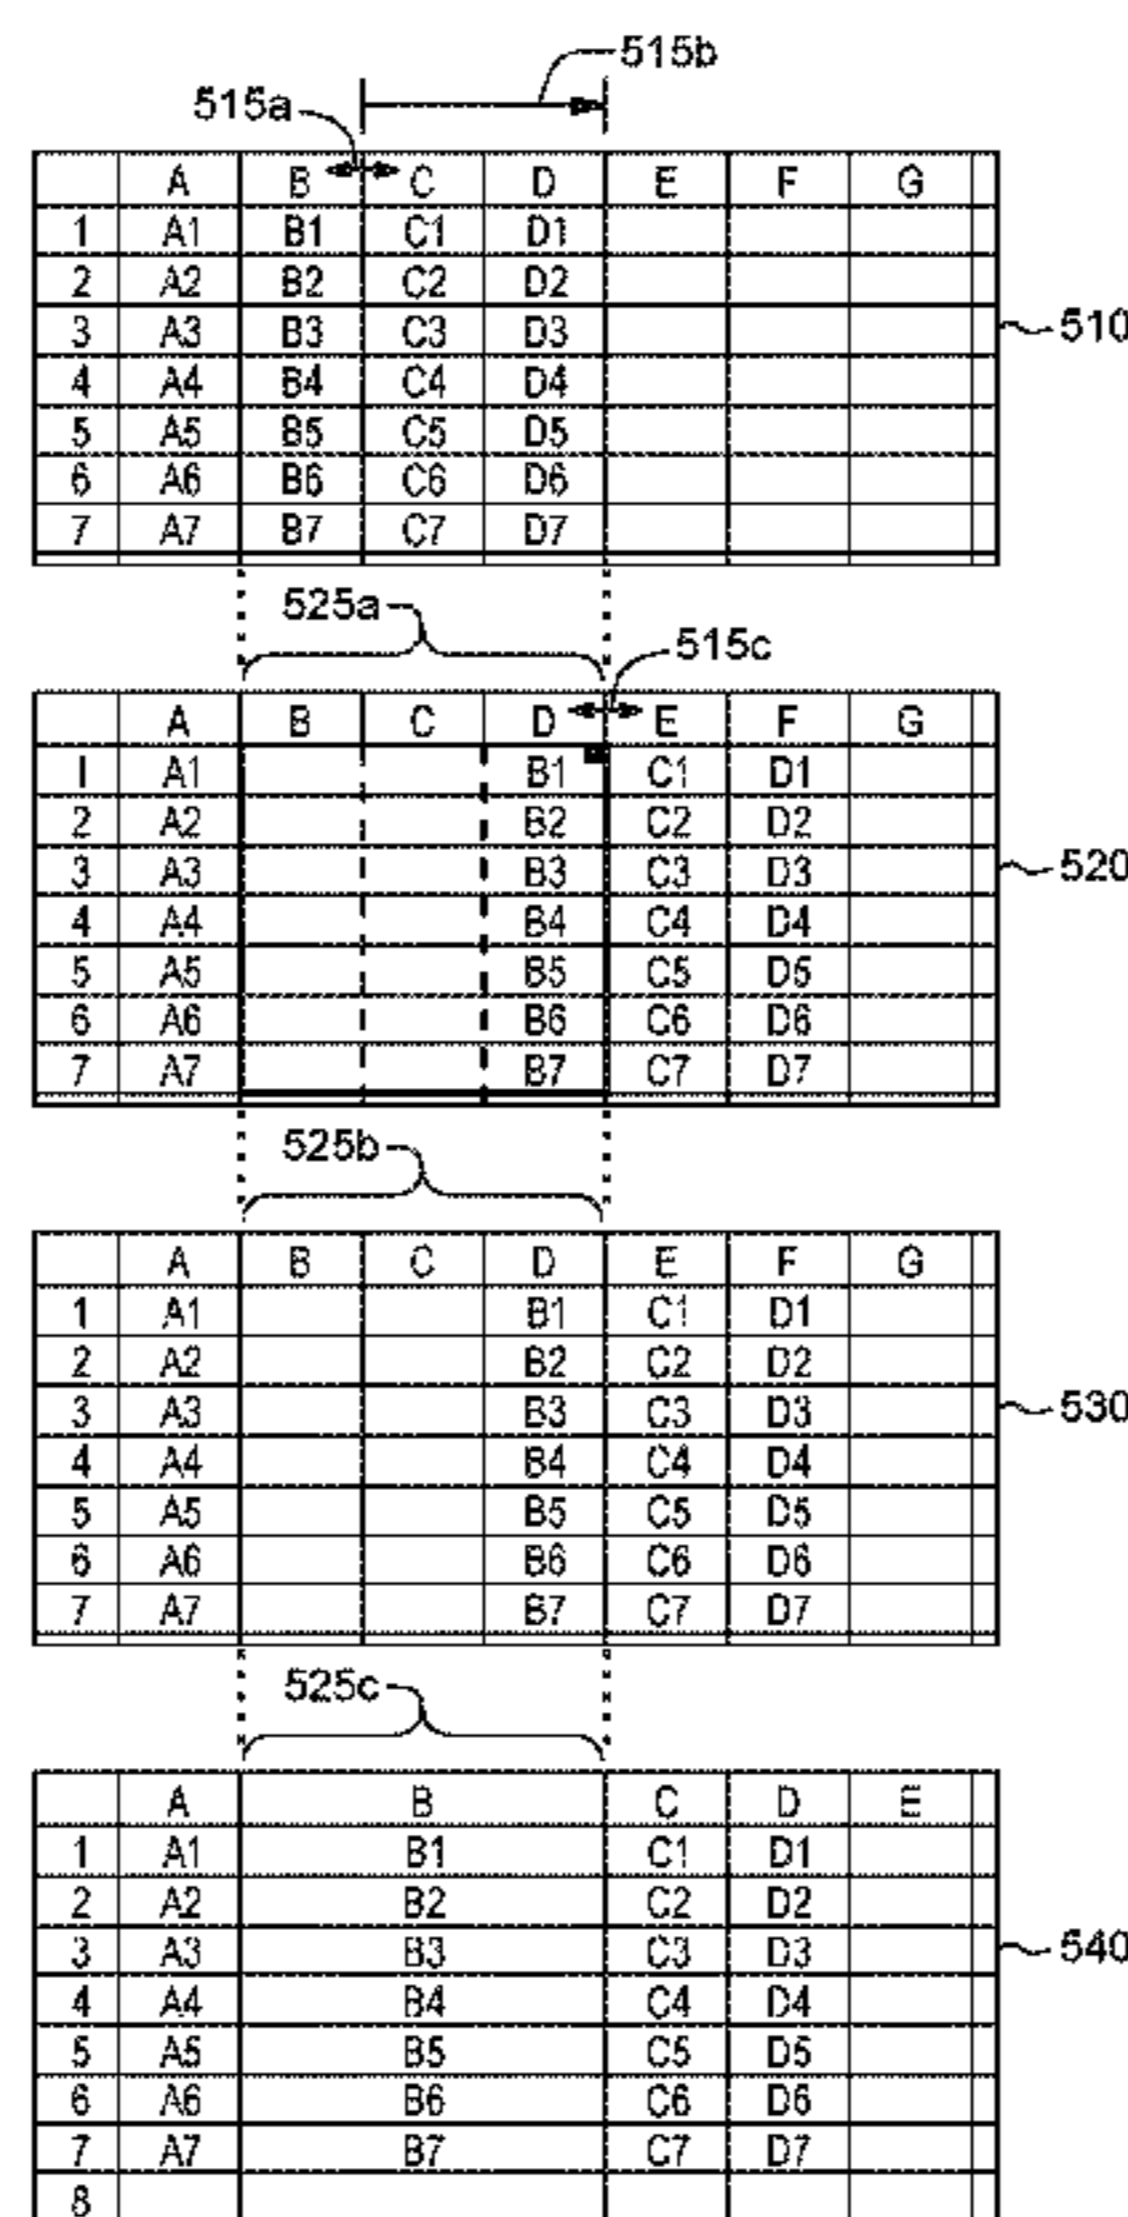 515b
515a
A B C D E F G
1 A1 B1 C1 D1
2 A2 B2 C2 D2
3 A3 B3 C3 D3 510
4 A4 B4 C4 D4
5 A5 B5 C5 D5
6 A6 B6 C6 D6
7 A7 B7 C7 D7
525a
515c
A B C D E F G
1 A1 B1 C1 D1
2 A2 B2 C2 D2
3 A3 B3 C3 D3 520
4 A4 B4 C4 D4
5 A5 B5 C5 D5
6 A6 B6 C6 D6
7 A7 B7 C7 D7
525b
A B C D E F G
1 A1 B1 C1 D1
2 A2 B2 C2 D2
3 A3 B3 C3 D3 530
4 A4 B4 C4 D4
5 A5 B5 C5 D5
6 A6 B6 C6 D6
7 A7 B7 C7 D7
525c
A B C D E
1 A1 B1 C1 D1
2 A2 B2 C2 D2
3 A3 B3 C3 D3 540
4 A4 B4 C4 D4
5 A5 B5 C5 D5
6 A6 B6 C6 D6
7 A7 B7 C7 D7
8